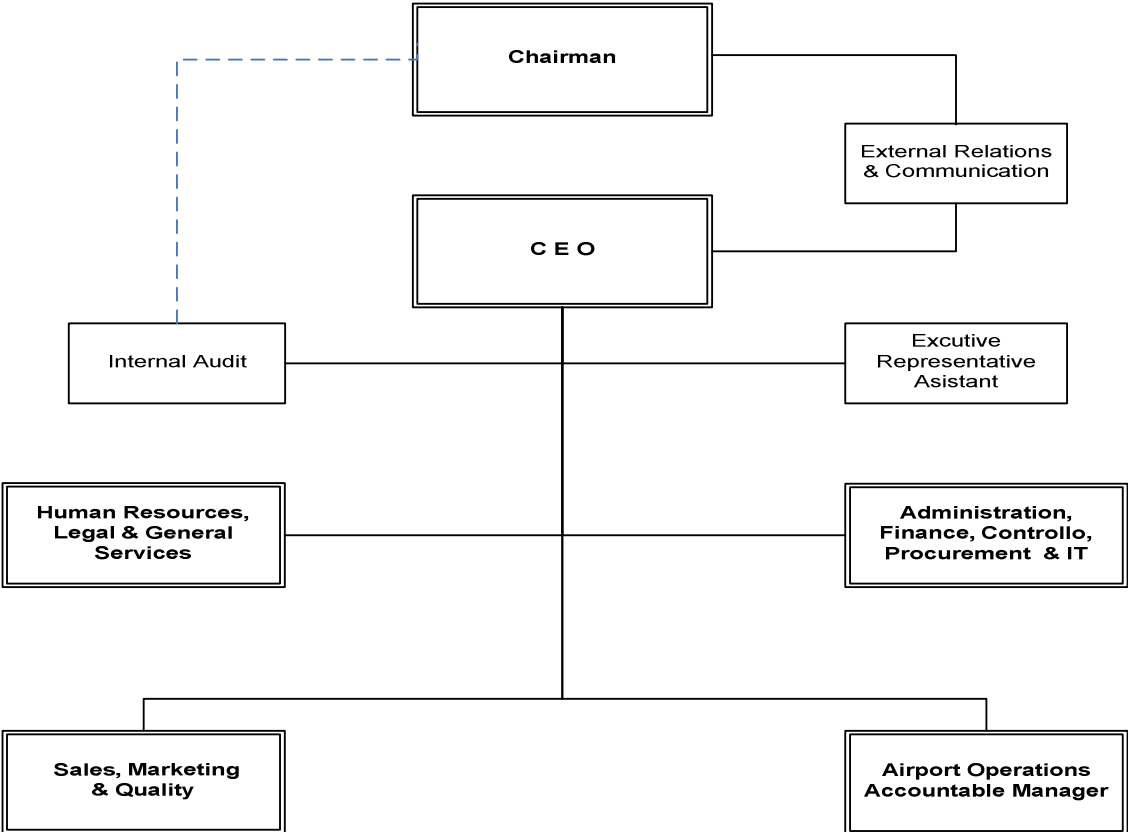 Chairman
External Relations
& Communication
C E O
Internal Audit
Excutive
Representative
Asistant
Human Resources,
Legal & General
Services
Administration,
Finance, Controllo,
Procurement & IT
Sales, Marketing
& Quality
Airport Operations
Accountable Manager